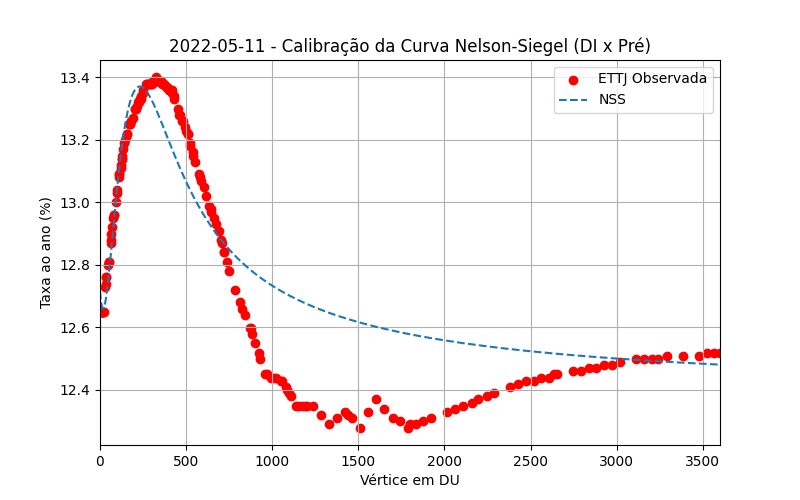 2022-05-11 - Calibração da Curva Nelson-Siegel (DI x Pré)
ETTJ Observada
NSS
Taxa ao ano (%)
13.4
13.2
13.0
12.8
12.6
12.4
0 500 1000 1500 2000 2500 3000 3500
Vértice em DU